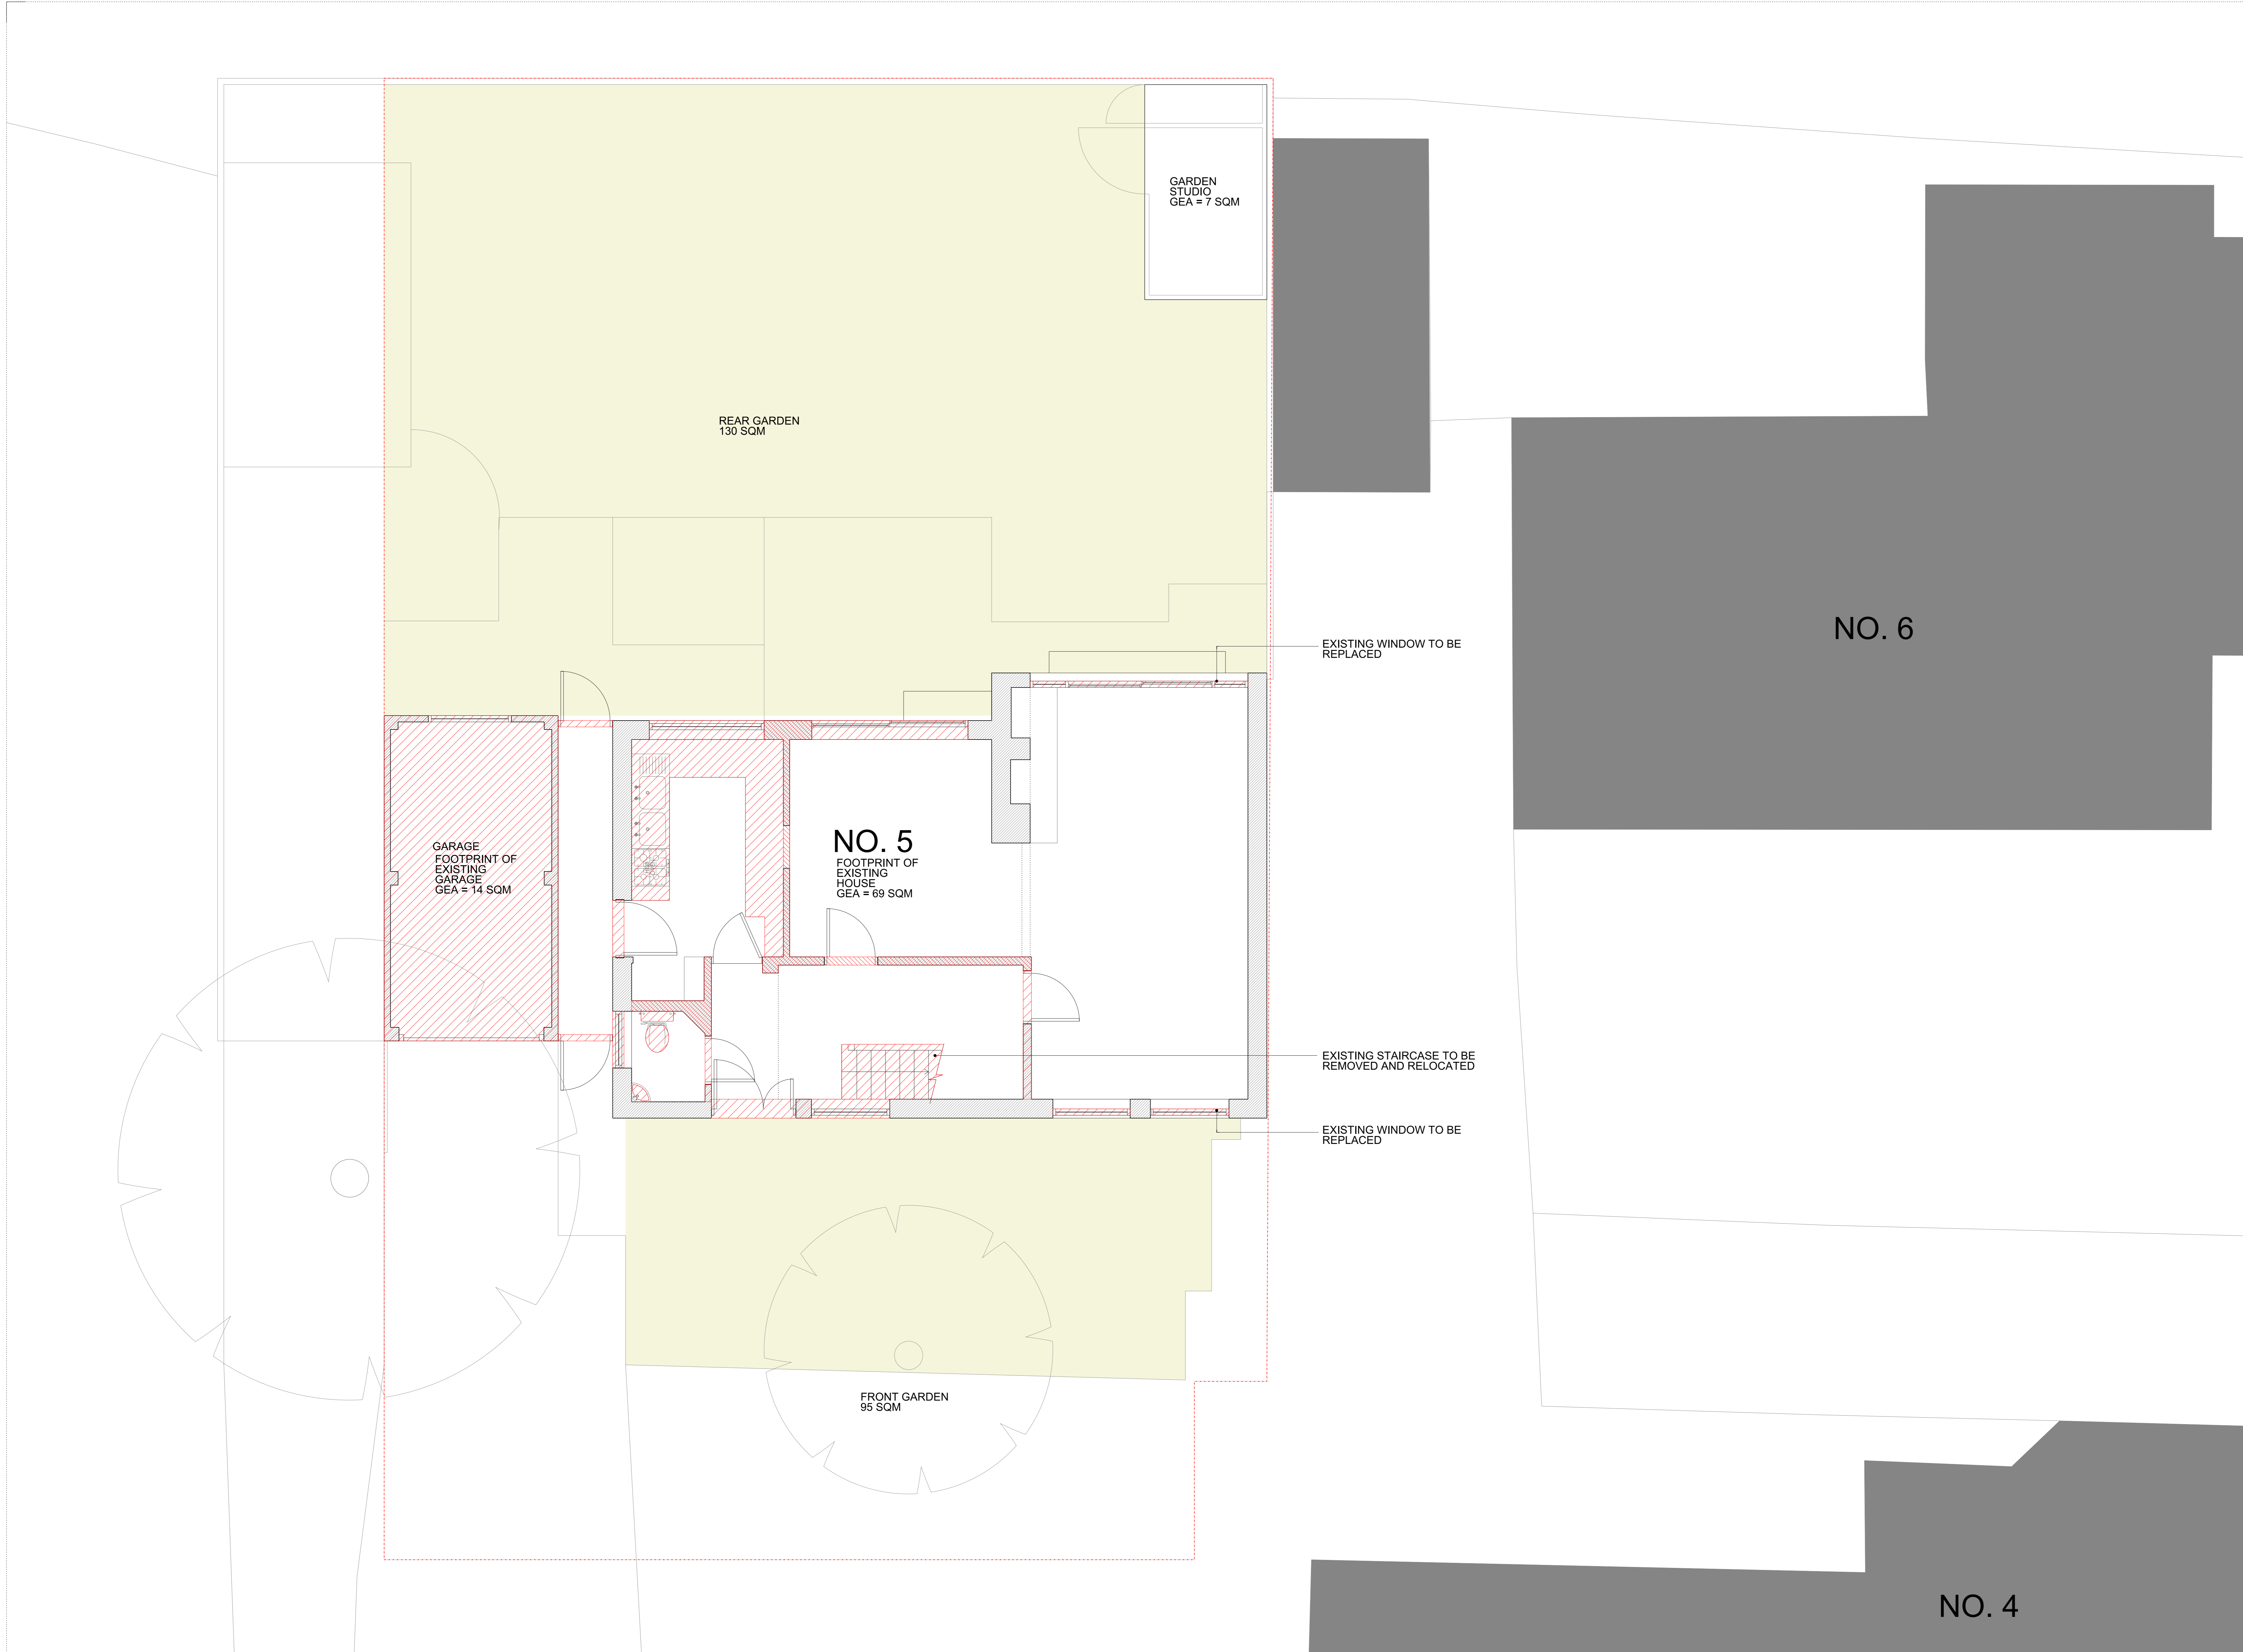 GARDEN
STUDIO
GEA = 7 SQM
REAR GARDEN
130 SQM
NO. 6
EXISTING WINDOW TO BE
REPLACED
GARAGE
FOOTPRINT OF
EXISTING
GARAGE
GEA = 14 SQM
NO. 5
FOOTPRINT OF
EXISTING
HOUSE
GEA = 69 SQM
EXISTING STAIRCASE TO BE
REMOVED AND RELOCATED
EXISTING WINDOW TO BE
REPLACED
FRONT GARDEN
95 SQM
NO. 4